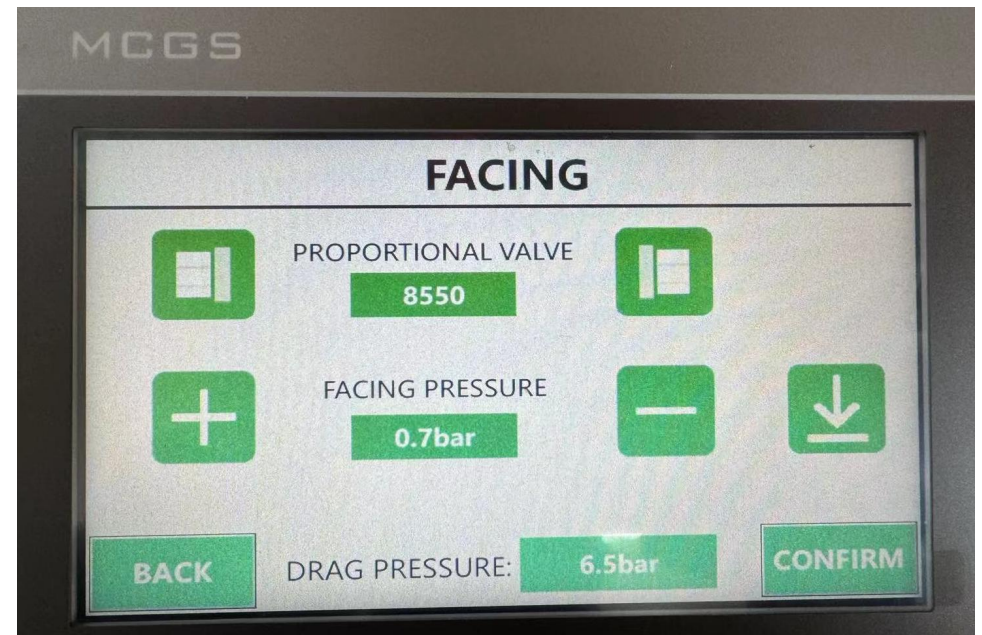 MCGS
FACING
PROPORTIONAL VALVE
8550
FACING PRESSURE
0.7bar
BACK
DRAG PRESSURE:
6.5bar
CONFIRM